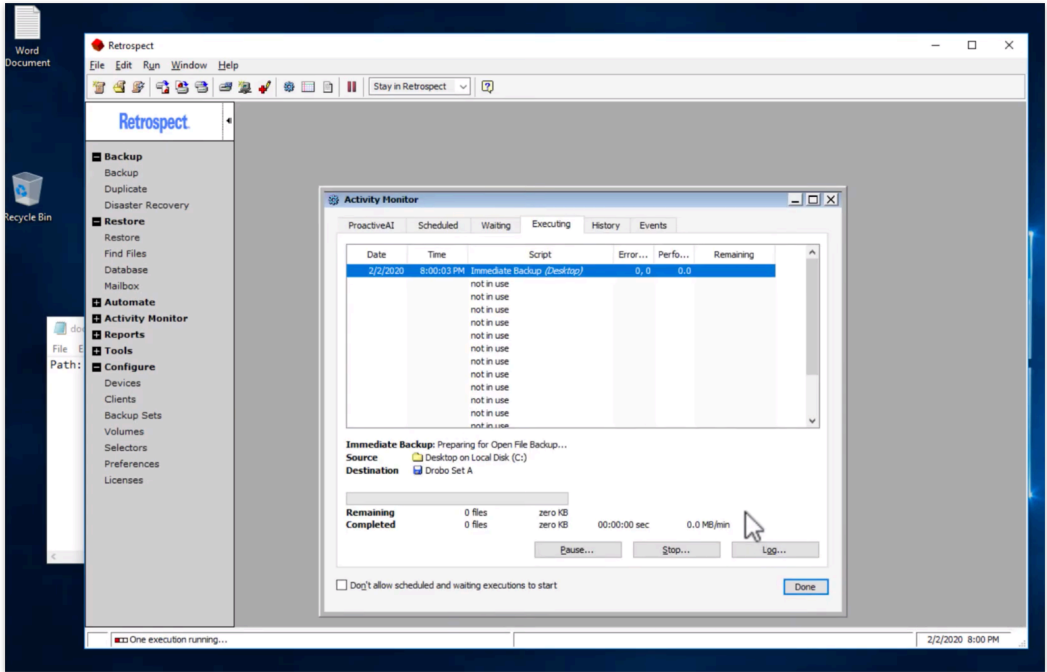 Word
Document
Recycle Bin
Retrospect
File Edit Run Window Help
Stay in Retrospect
Retrospect
Backup
Backup
Duplicate
Disaster Recovery
Restore
Restore
Find Files
Database
Mailbox
Automate
Activity Monitor
Reports
Tools
Configure
Devices
Clients
Backup Sets
Volumes
Selectors
Preferences
Licenses
File E
Path:
Activity Monitor
ProactiveAI Scheduled Waiting Executing History Events
Date Time Script Error... Perfo... Remaining
2/2/2020 8:00:03 PM Immediate Backup (Desktop) 0, 0 0.0
not in use
not in use
not in use
not in use
not in use
not in use
not in use
not in use
not in use
not in use
not in use
not in use
Immediate Backup: Preparing for Open File Backup...
Source Desktop on Local Disk (C:)
Destination Drobo Set A
Remaining 0 files zero KB
Completed 0 files zero KB 00:00:00 sec 0.0 MB/min
Pause... Stop... Log...
Don't allow scheduled and waiting executions to start
Done
One execution running...
2/2/2020 8:00 PM